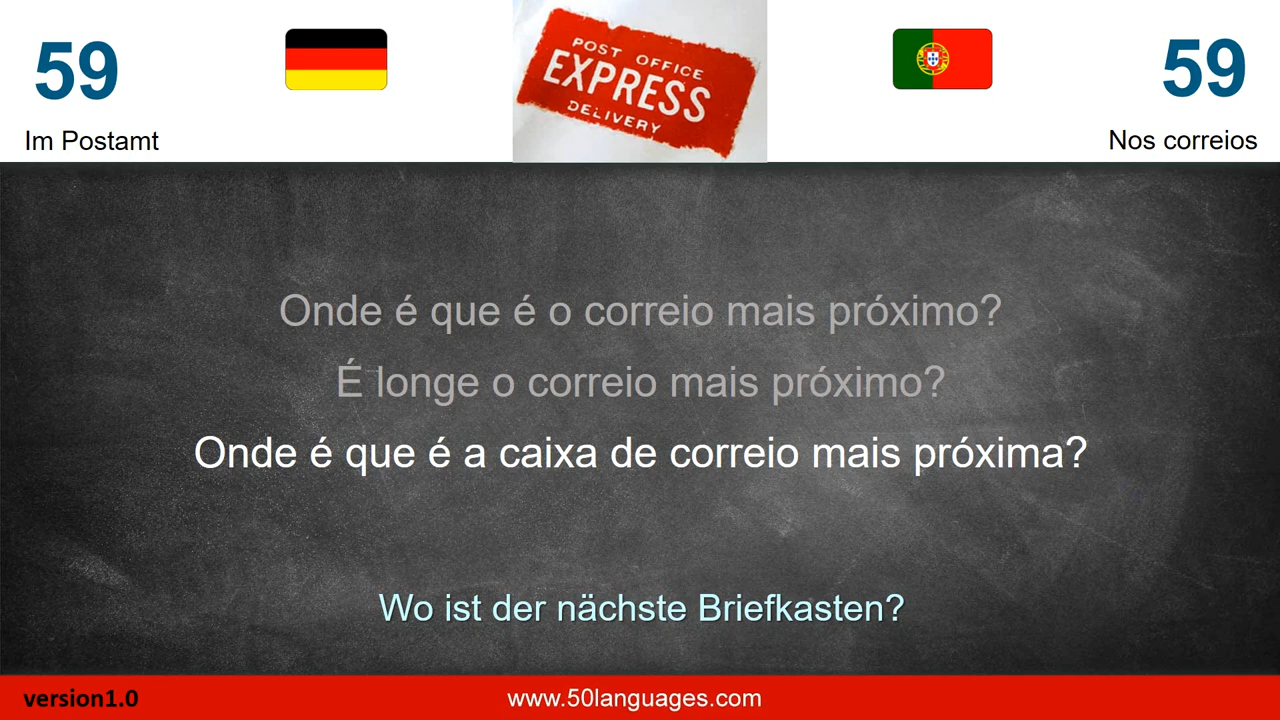 59
Im Postamt
POST OFFICE
EXPRESS
DELIVERY
59
Nos correios
Onde é que é o correio mais próximo?
É longe o correio mais próximo?
Onde é que é a caixa de correio mais próxima?
Wo ist der nächste Briefkasten?
version1.0
www.50languages.com